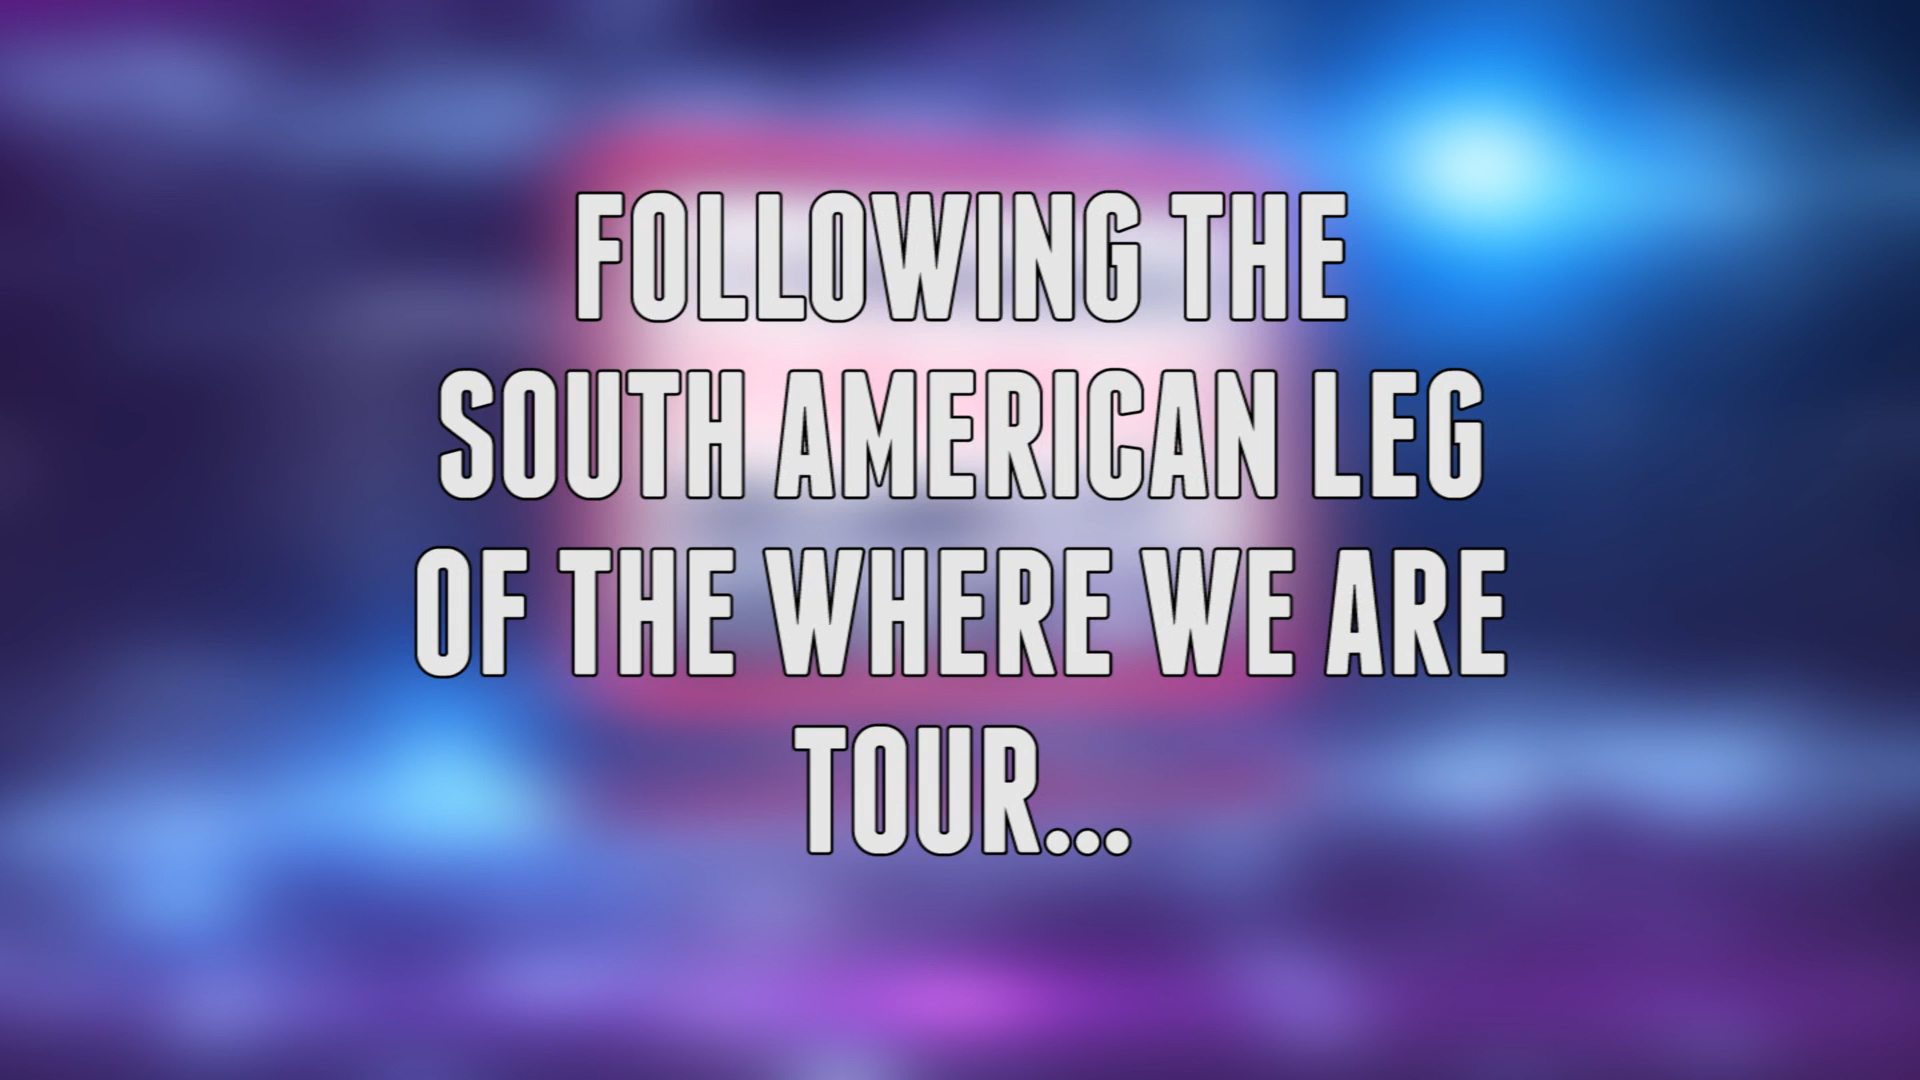 FOLLOWING THE
SOUTH AMERICAN LEG
OF THE WHERE WE ARE
TOUR...